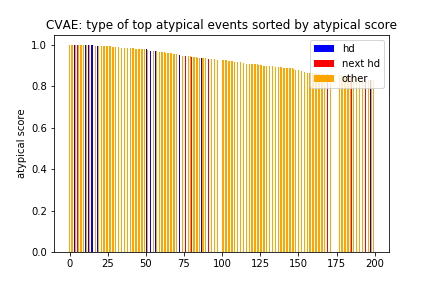 CVAE: type of top atypical events sorted by atypical score
atypical score
1.0
0.8
0.6
0.4
0.2
0.0
hd
next hd
other
0 25 50 75 100 125 150 175 200